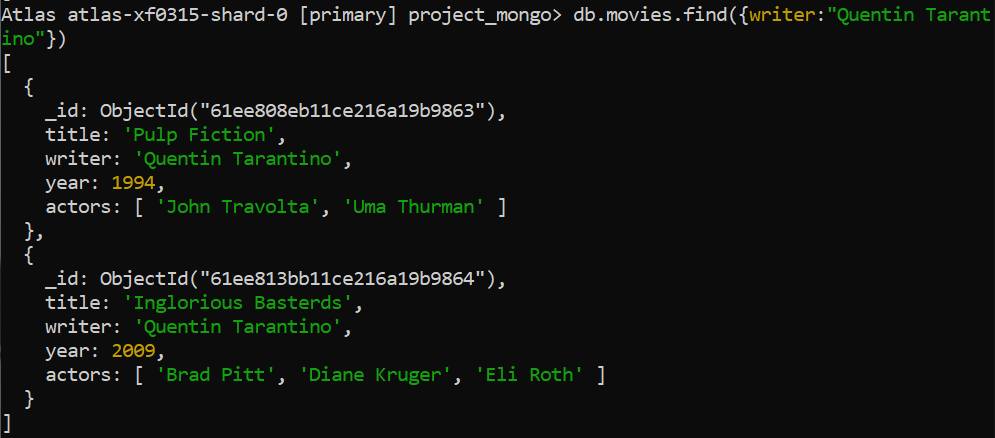 Atlas atlas-xf0315-shard-0 [primary] project_mongo> db.movies.find({writer:"Quentin Tarant
ino"})
[
  {
    _id: ObjectId("61ee808eb11ce216a19b9863"),
    title: 'Pulp Fiction',
    writer: 'Quentin Tarantino',
    year: 1994,
    actors: [ 'John Travolta', 'Uma Thurman' ]
  },
  {
    _id: ObjectId("61ee813bb11ce216a19b9864"),
    title: 'Inglorious Basterds',
    writer: 'Quentin Tarantino',
    year: 2009,
    actors: [ 'Brad Pitt', 'Diane Kruger', 'Eli Roth' ]
  }
]